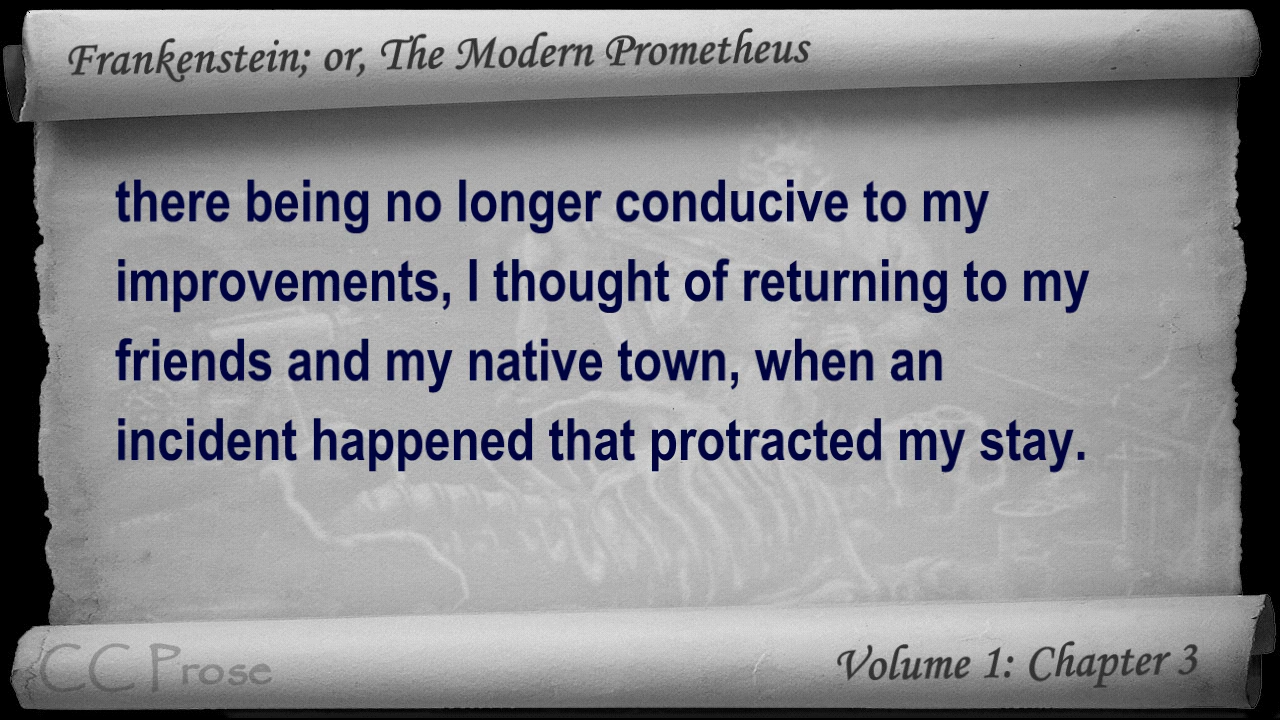 Frankenstein; or, The Modern Prometheus
there being no longer conducive to my
improvements, I thought of returning to my
friends and my native town, when an
incident happened that protracted my stay.
CC Prose
Volume 1: Chapter 3